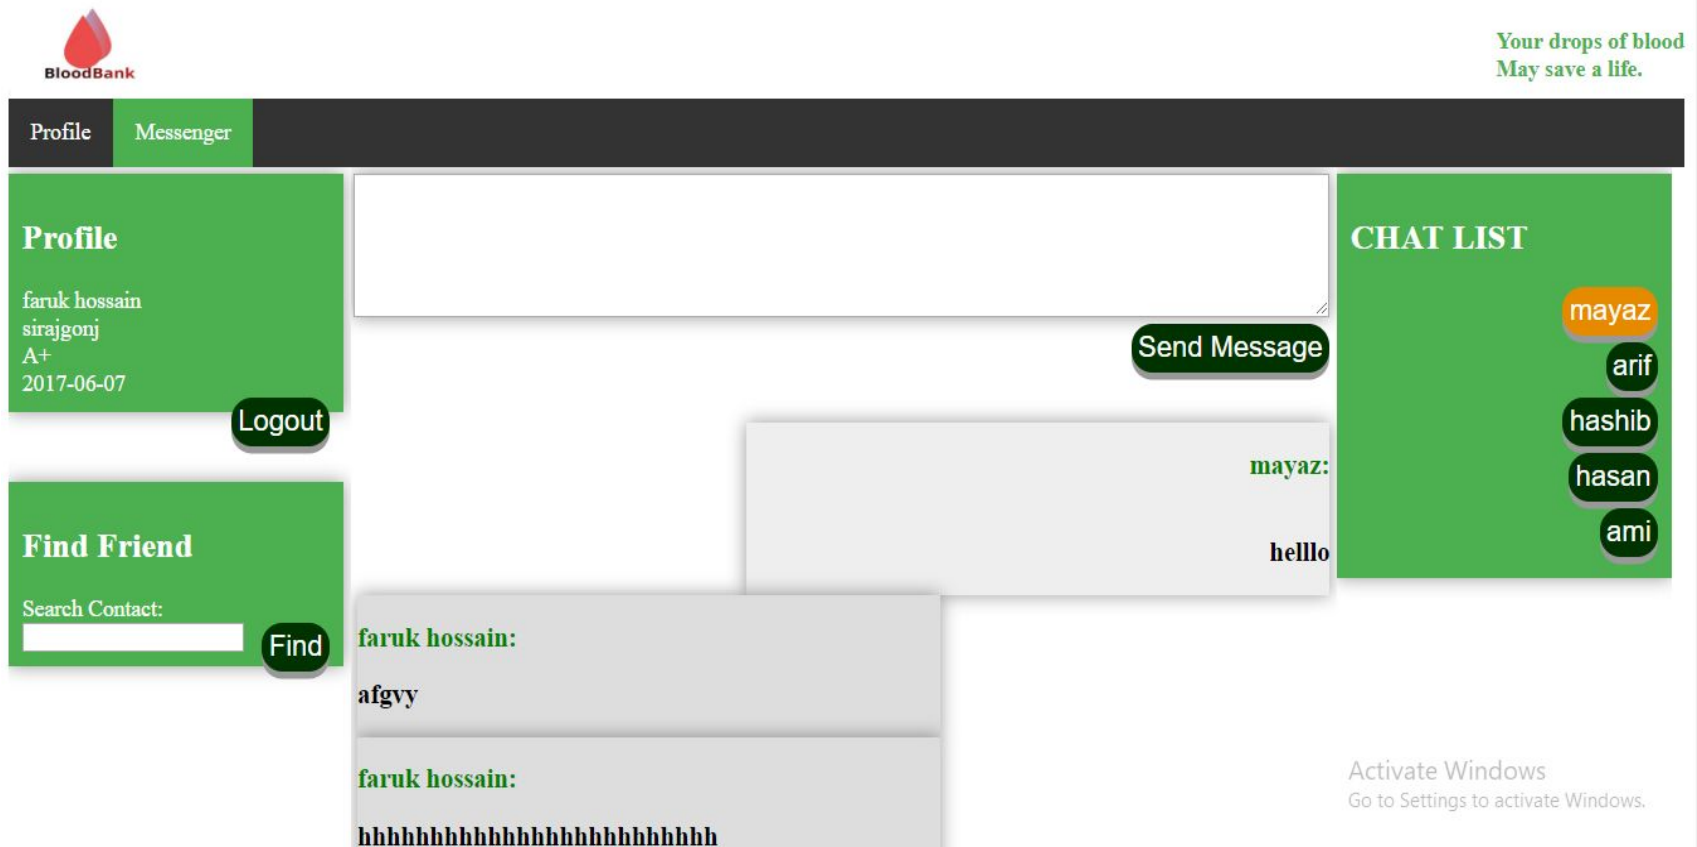 BloodBank
Your drops of blood
May save a life.
Profile
Messenger
Profile
faruk hossain
sirajgonj
A+
2017-06-07
Logout
Find Friend
Search Contact:
Find
Send Message
mayaz:
helllo
faruk hossain:
afgvy
faruk hossain:
hhhhhhhhhhhhhhhhhhhhhhhhh
CHAT LIST
mayaz
arif
hashib
hasan
ami
Activate Windows
Go to Settings to activate Windows.